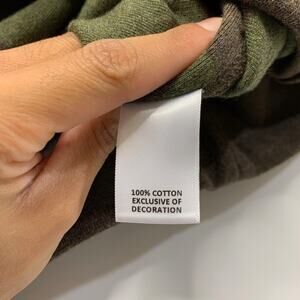 100% COTTON
EXCLUSIVE OF
DECORATION